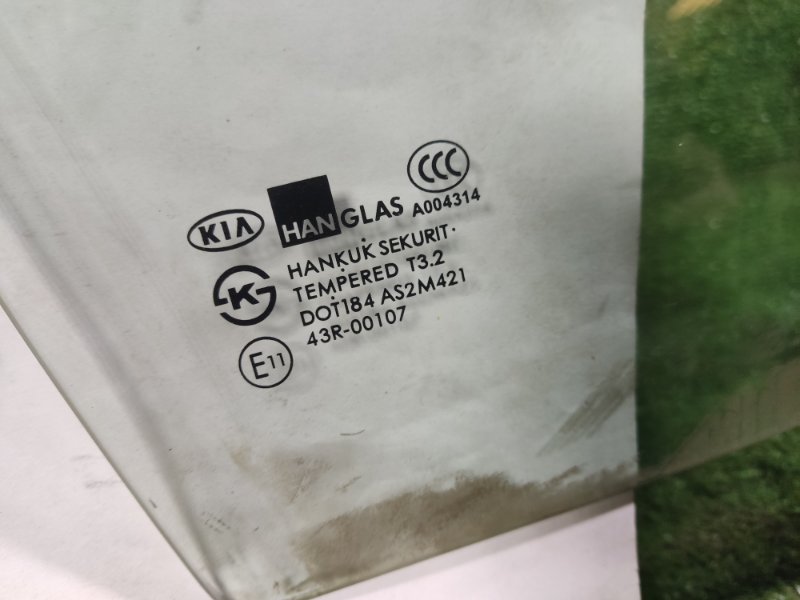 KIA HANGLAS CCC A004314
K HANKUK SEKURIT.
TEMPERED T3.2
DOT184 AS2M421
43R-00107
E11